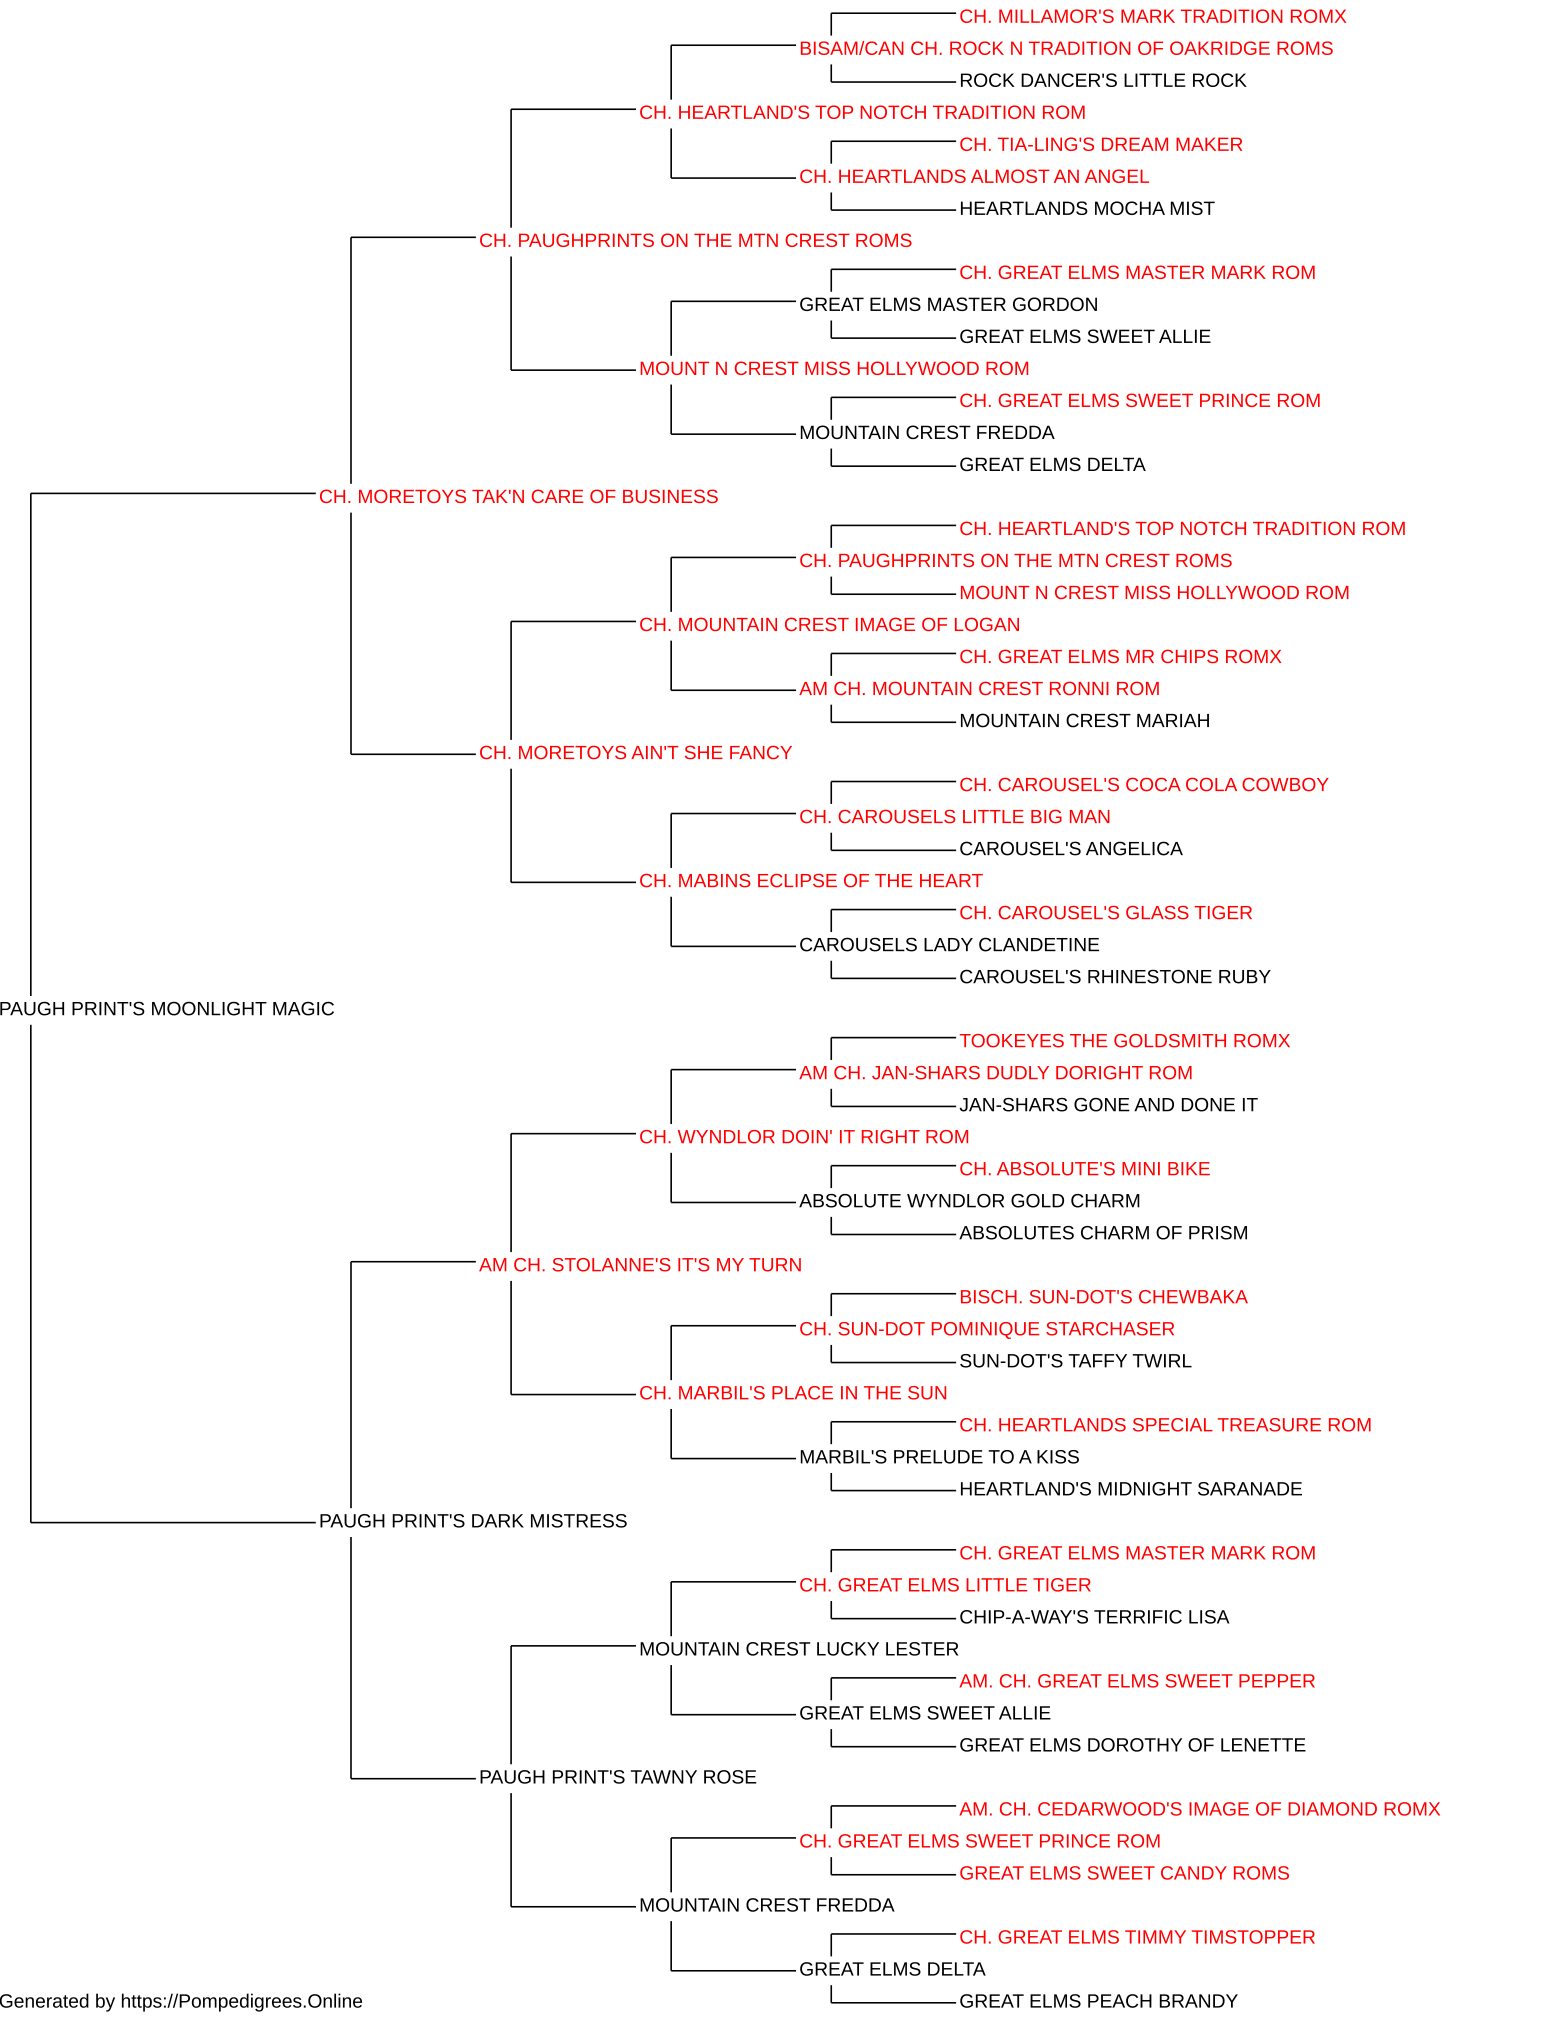 CH. MILLAMOR'S MARK TRADITION ROMX
BISAM/CAN CH. ROCK N TRADITION OF OAKRIDGE ROMS
ROCK DANCER'S LITTLE ROCK
CH. HEARTLAND'S TOP NOTCH TRADITION ROM
CH. TIA-LING'S DREAM MAKER
CH. HEARTLANDS ALMOST AN ANGEL
HEARTLANDS MOCHA MIST
CH. PAUGHPRINTS ON THE MTN CREST ROMS
CH. GREAT ELMS MASTER MARK ROM
GREAT ELMS MASTER GORDON
GREAT ELMS SWEET ALLIE
MOUNT N CREST MISS HOLLYWOOD ROM
CH. GREAT ELMS SWEET PRINCE ROM
MOUNTAIN CREST FREDDA
GREAT ELMS DELTA
CH. MORETOYS TAK'N CARE OF BUSINESS
CH. HEARTLAND'S TOP NOTCH TRADITION ROM
CH. PAUGHPRINTS ON THE MTN CREST ROMS
MOUNT N CREST MISS HOLLYWOOD ROM
CH. MOUNTAIN CREST IMAGE OF LOGAN
CH. GREAT ELMS MR CHIPS ROMX
AM CH. MOUNTAIN CREST RONNI ROM
MOUNTAIN CREST MARIAH
CH. MORETOYS AIN'T SHE FANCY
CH. CAROUSEL'S COCA COLA COWBOY
CH. CAROUSELS LITTLE BIG MAN
CAROUSEL'S ANGELICA
CH. MABINS ECLIPSE OF THE HEART
CH. CAROUSEL'S GLASS TIGER
CAROUSELS LADY CLANDETINE
CAROUSEL'S RHINESTONE RUBY
PAUGH PRINT'S MOONLIGHT MAGIC
TOOKEYES THE GOLDSMITH ROMX
AM CH. JAN-SHARS DUDLY DORIGHT ROM
JAN-SHARS GONE AND DONE IT
CH. WYNDLOR DOIN' IT RIGHT ROM
CH. ABSOLUTE'S MINI BIKE
ABSOLUTE WYNDLOR GOLD CHARM
ABSOLUTES CHARM OF PRISM
AM CH. STOLANNE'S IT'S MY TURN
BISCH. SUN-DOT'S CHEWBAKA
CH. SUN-DOT POMINIQUE STARCHASER
SUN-DOT'S TAFFY TWIRL
CH. MARBIL'S PLACE IN THE SUN
CH. HEARTLANDS SPECIAL TREASURE ROM
MARBIL'S PRELUDE TO A KISS
HEARTLAND'S MIDNIGHT SARANADE
PAUGH PRINT'S DARK MISTRESS
CH. GREAT ELMS MASTER MARK ROM
CH. GREAT ELMS LITTLE TIGER
CHIP-A-WAY'S TERRIFIC LISA
MOUNTAIN CREST LUCKY LESTER
AM. CH. GREAT ELMS SWEET PEPPER
GREAT ELMS SWEET ALLIE
GREAT ELMS DOROTHY OF LENETTE
PAUGH PRINT'S TAWNY ROSE
AM. CH. CEDARWOOD'S IMAGE OF DIAMOND ROMX
CH. GREAT ELMS SWEET PRINCE ROM
GREAT ELMS SWEET CANDY ROMS
MOUNTAIN CREST FREDDA
CH. GREAT ELMS TIMMY TIMSTOPPER
GREAT ELMS DELTA
GREAT ELMS PEACH BRANDY
Generated by https://Pompedigrees.Online